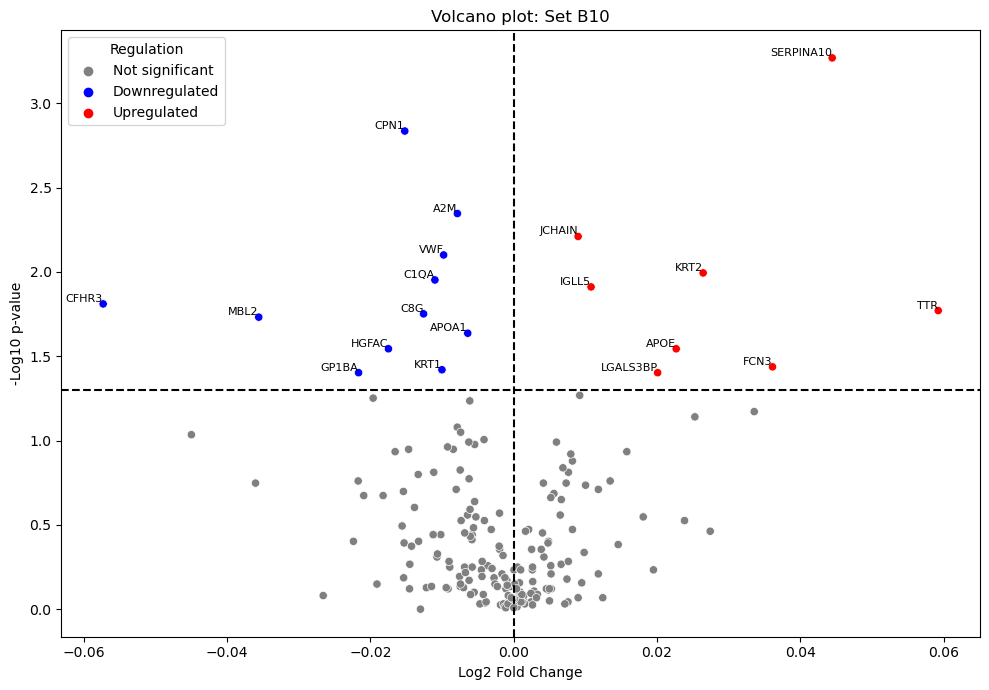 Volcano plot: Set B10
Regulation
Not significant
Downregulated
Upregulated
SERPINA10
CPN1
A2M
JCHAIN
VWF
KRT2
C1QA
IGLL5
CFHR3
TTR
C8G
MBL2
APOA1
HGFAC
APOE
KRT1
FCN3
GP1BA
LGALS3BP
-Log10 p-value
3.0
2.5
2.0
1.5
1.0
0.5
0.0
−0.06
−0.04
−0.02
0.00
0.02
0.04
0.06
Log2 Fold Change